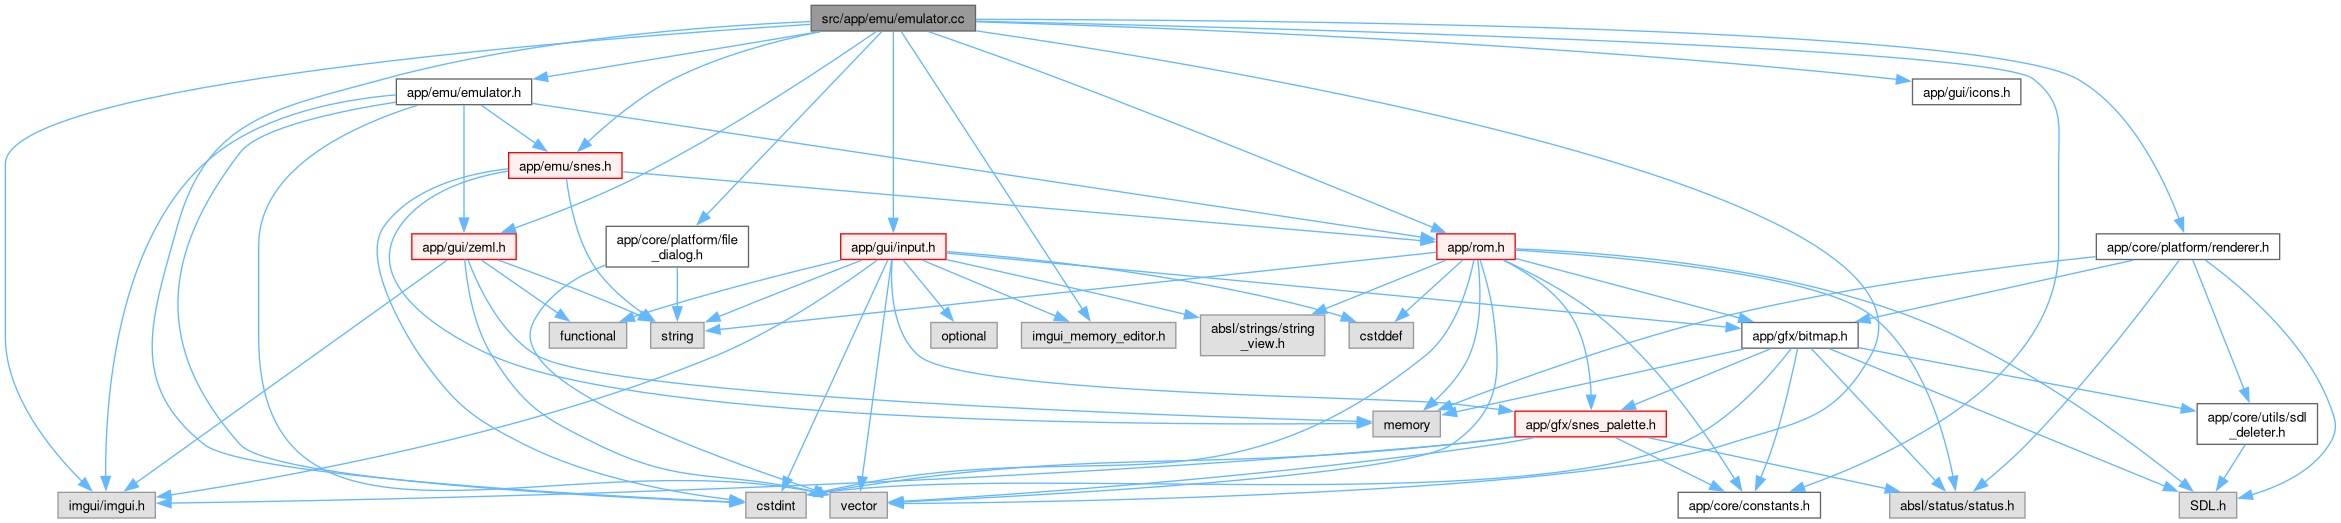 src/app/emu/emulator.cc
app/emu/emulator.h
app/gui/icons.h
app/emu/snes.h
app/gui/zeml.h
app/core/platform/file
_dialog.h
app/gui/input.h
app/rom.h
app/core/platform/renderer.h
functional
string
optional
imgui_memory_editor.h
absl/strings/string
_view.h
cstddef
app/gfx/bitmap.h
memory
app/gfx/snes_palette.h
app/core/utils/sdl
_deleter.h
imgui/imgui.h
cstdint
vector
app/core/constants.h
absl/status/status.h
SDL.h